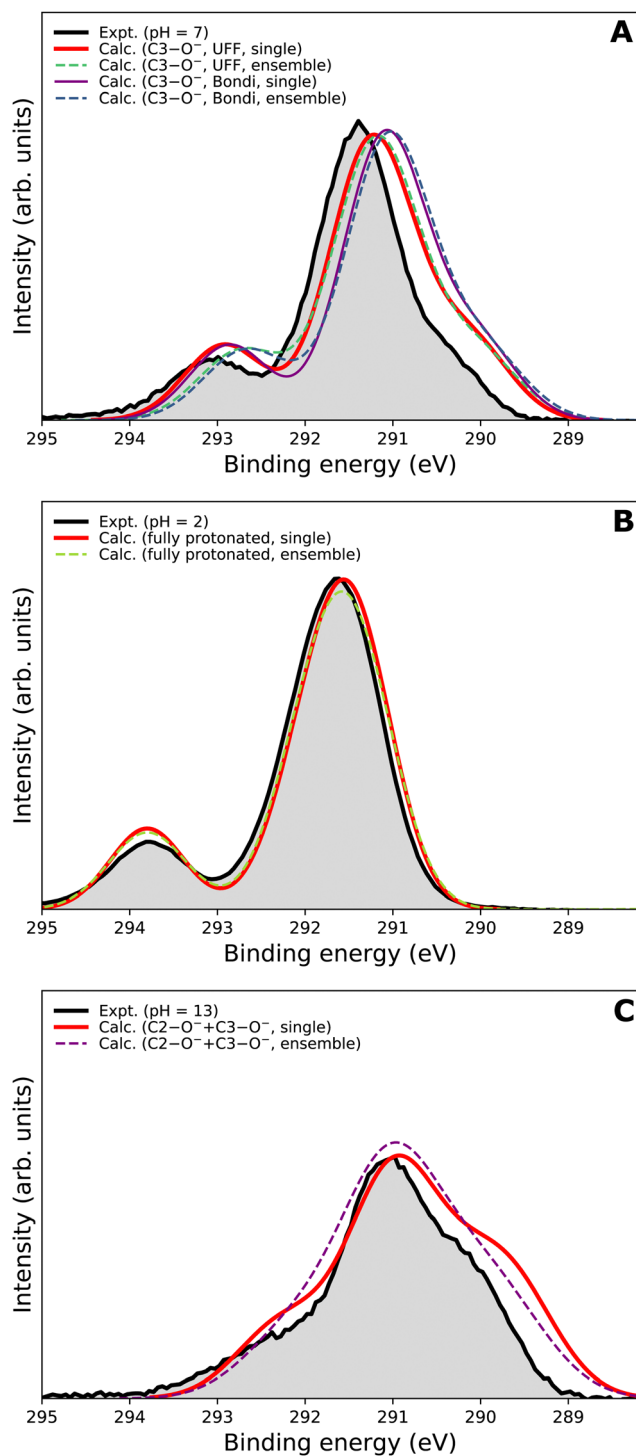 A
Expt. (pH = 7)
Calc. (C3−O⁻, UFF, single)
Calc. (C3−O⁻, UFF, ensemble)
Calc. (C3−O⁻, Bondi, single)
Calc. (C3−O⁻, Bondi, ensemble)
Intensity (arb. units)
295 294 293 292 291 290 289
Binding energy (eV)
B
Expt. (pH = 2)
Calc. (fully protonated, single)
Calc. (fully protonated, ensemble)
Intensity (arb. units)
295 294 293 292 291 290 289
Binding energy (eV)
C
Expt. (pH = 13)
Calc. (C2−O⁻+C3−O⁻, single)
Calc. (C2−O⁻+C3−O⁻, ensemble)
Intensity (arb. units)
295 294 293 292 291 290 289
Binding energy (eV)